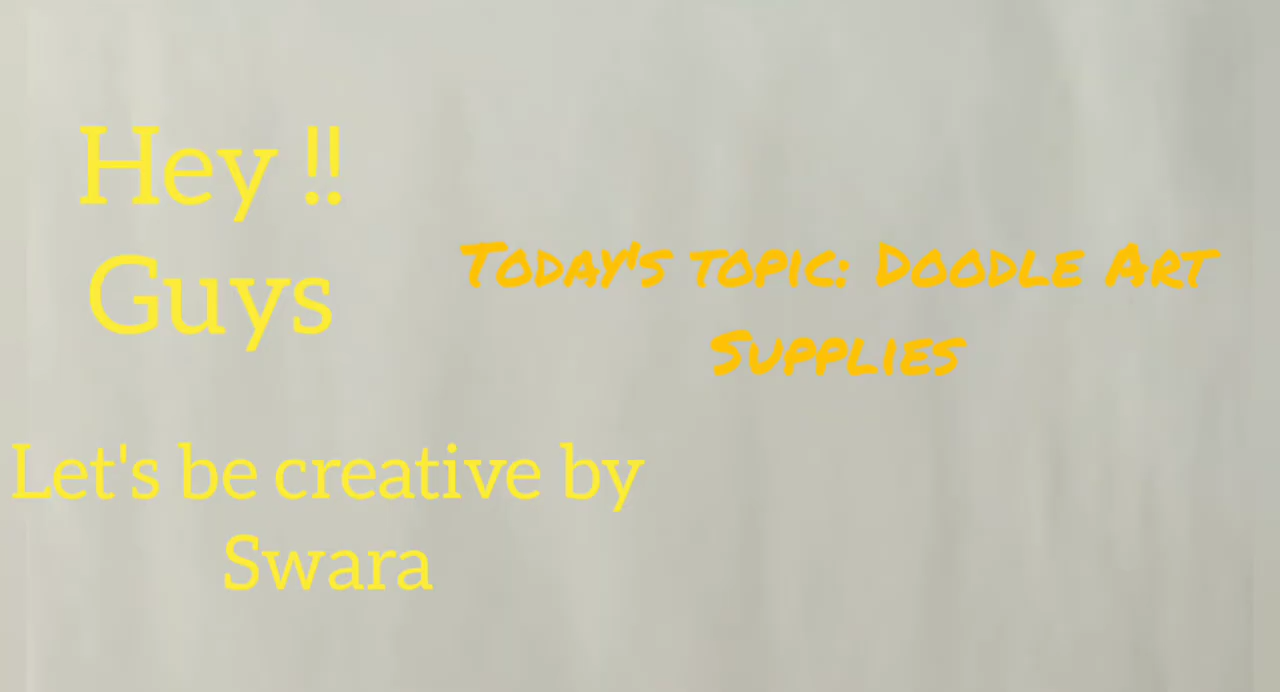 Hey !!
Guys
Today's topic: Doodle Art
Supplies
Let's be creative by
Swara